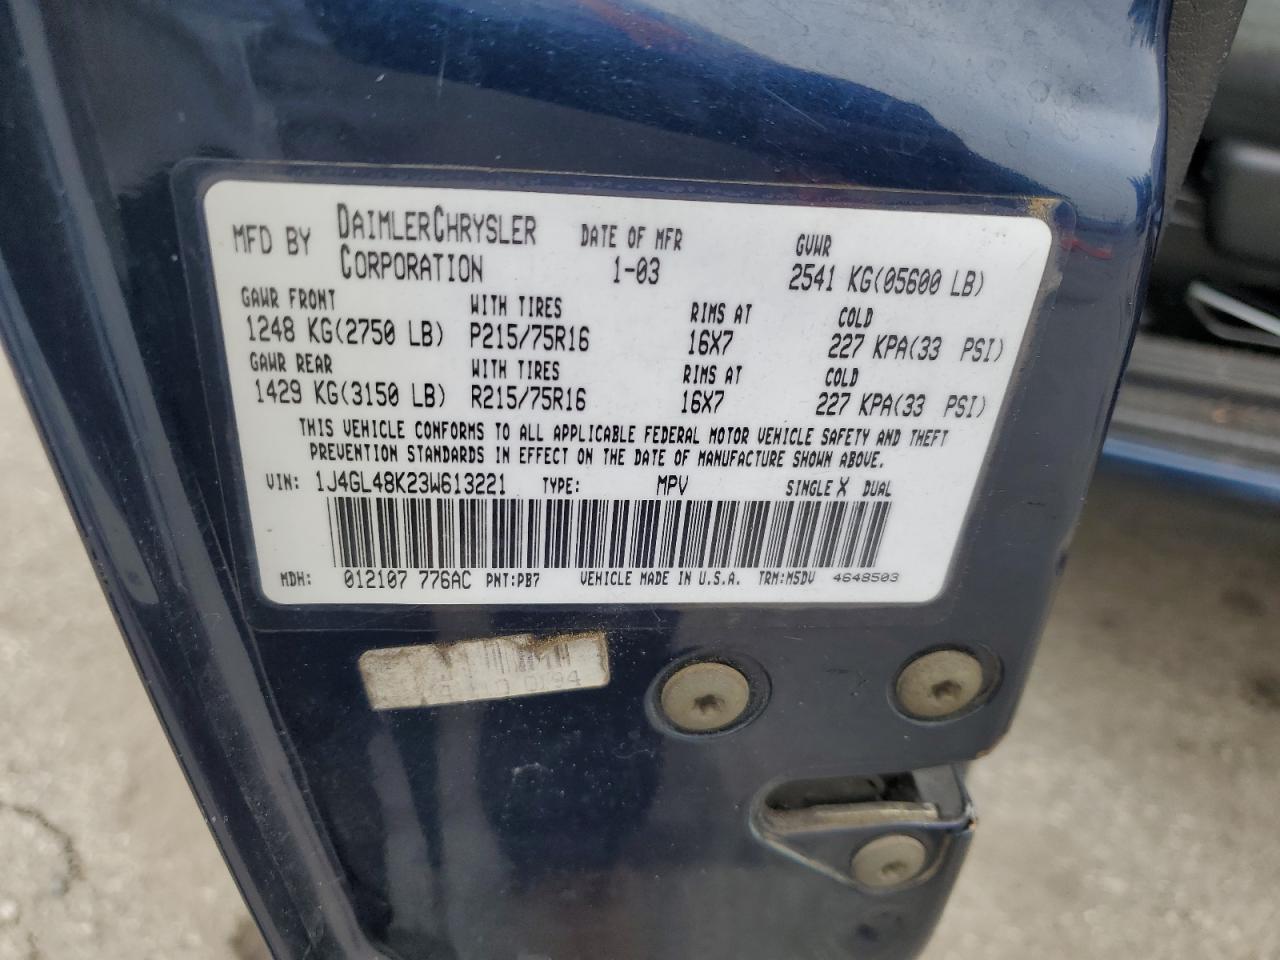 MFD BY DAIMLERCHRYSLER CORPORATION DATE OF MFR 1-03 GVWR 2541 KG(05600 LB)
GAWR FRONT WITH TIRES RIMS AT COLD
1248 KG(2750 LB) P215/75R16 16X7 227 KPA(33 PSI)
GAWR REAR WITH TIRES RIMS AT COLD
1429 KG(3150 LB) R215/75R16 16X7 227 KPA(33 PSI)
THIS VEHICLE CONFORMS TO ALL APPLICABLE FEDERAL MOTOR VEHICLE SAFETY AND THEFT
PREVENTION STANDARDS IN EFFECT ON THE DATE OF MANUFACTURE SHOWN ABOVE.
VIN: 1J4GL48K23W613221 TYPE: MPV SINGLE X DUAL
MDH: 012107 776AC PNT:PB7 VEHICLE MADE IN U.S.A. TRM:M5DV 4648503